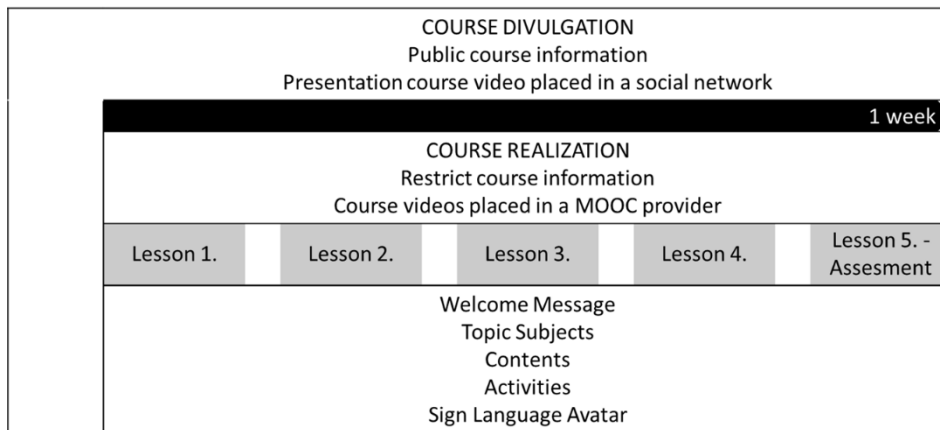 COURSE DIVULGATION
Public course information
Presentation course video placed in a social network
1 week
COURSE REALIZATION
Restrict course information
Course videos placed in a MOOC provider
Lesson 1.
Lesson 2.
Lesson 3.
Lesson 4.
Lesson 5. -
Assesment
Welcome Message
Topic Subjects
Contents
Activities
Sign Language Avatar